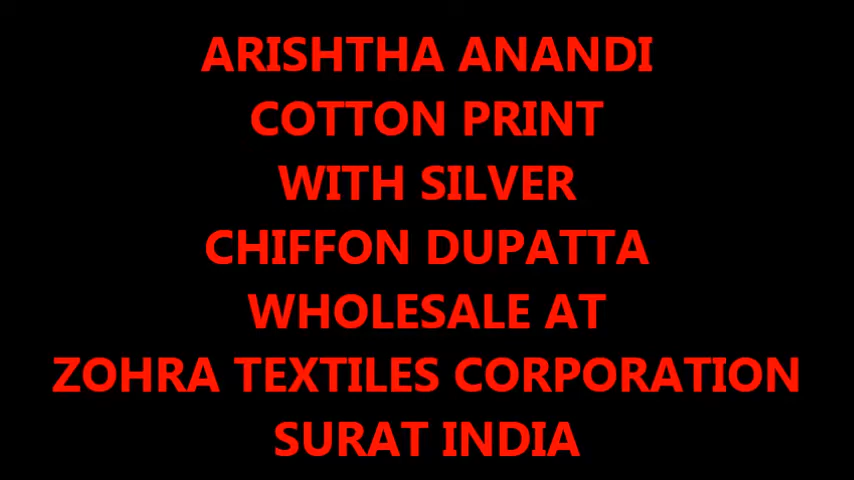 ARISHTHA ANANDI
COTTON PRINT
WITH SILVER
CHIFFON DUPATTA
WHOLESALE AT
ZOHRA TEXTILES CORPORATION
SURAT INDIA